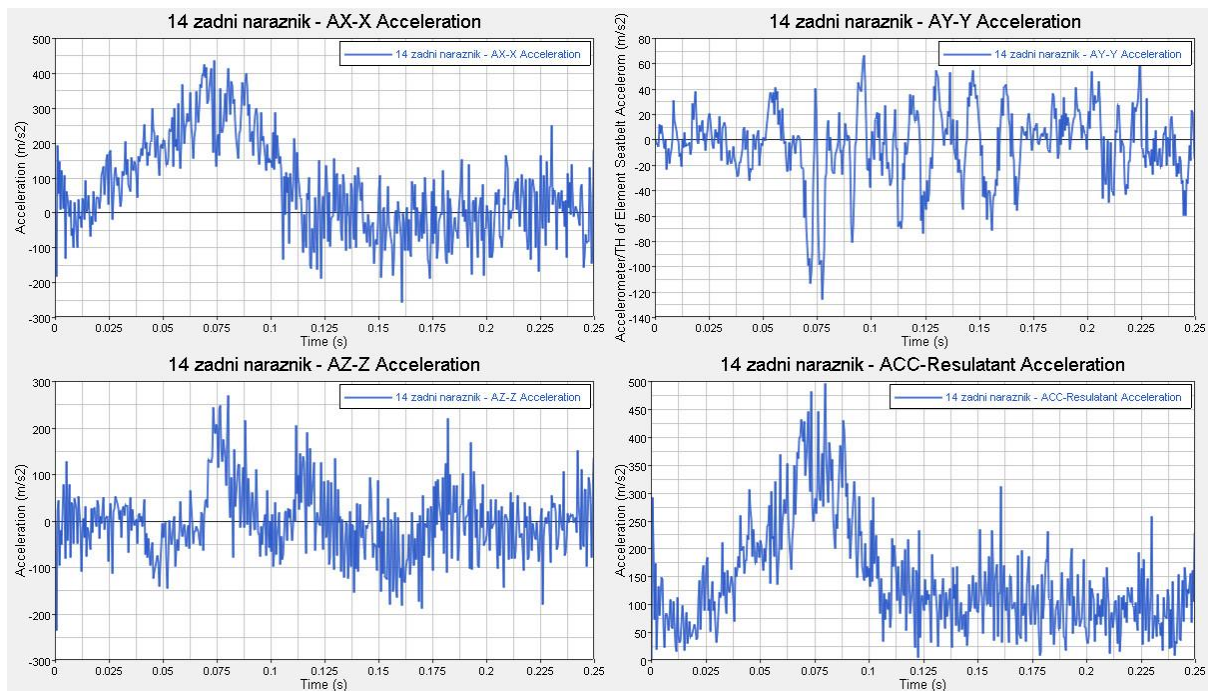 14 zadni naraznik - AX-X Acceleration
14 zadni naraznik - AX-X Acceleration
Acceleration (m/s2)
500
400
300
200
100
0
-100
-200
-300
0 0.025 0.05 0.075 0.1 0.125 0.15 0.175 0.2 0.225 0.25
Time (s)
14 zadni naraznik - AY-Y Acceleration
14 zadni naraznik - AY-Y Acceleration
Accelerometer/TH of Element Seatbelt Accelerom (m/s2)
80
60
40
20
0
-20
-40
-60
-80
-100
-120
-140
0 0.025 0.05 0.075 0.1 0.125 0.15 0.175 0.2 0.225 0.25
Time (s)
14 zadni naraznik - AZ-Z Acceleration
14 zadni naraznik - AZ-Z Acceleration
Acceleration (m/s2)
300
200
100
0
-100
-200
-300
0 0.025 0.05 0.075 0.1 0.125 0.15 0.175 0.2 0.225 0.25
Time (s)
14 zadni naraznik - ACC-Resulatant Acceleration
14 zadni naraznik - ACC-Resulatant Acceleration
Acceleration (m/s2)
500
450
400
350
300
250
200
150
100
50
0
0 0.025 0.05 0.075 0.1 0.125 0.15 0.175 0.2 0.225 0.25
Time (s)